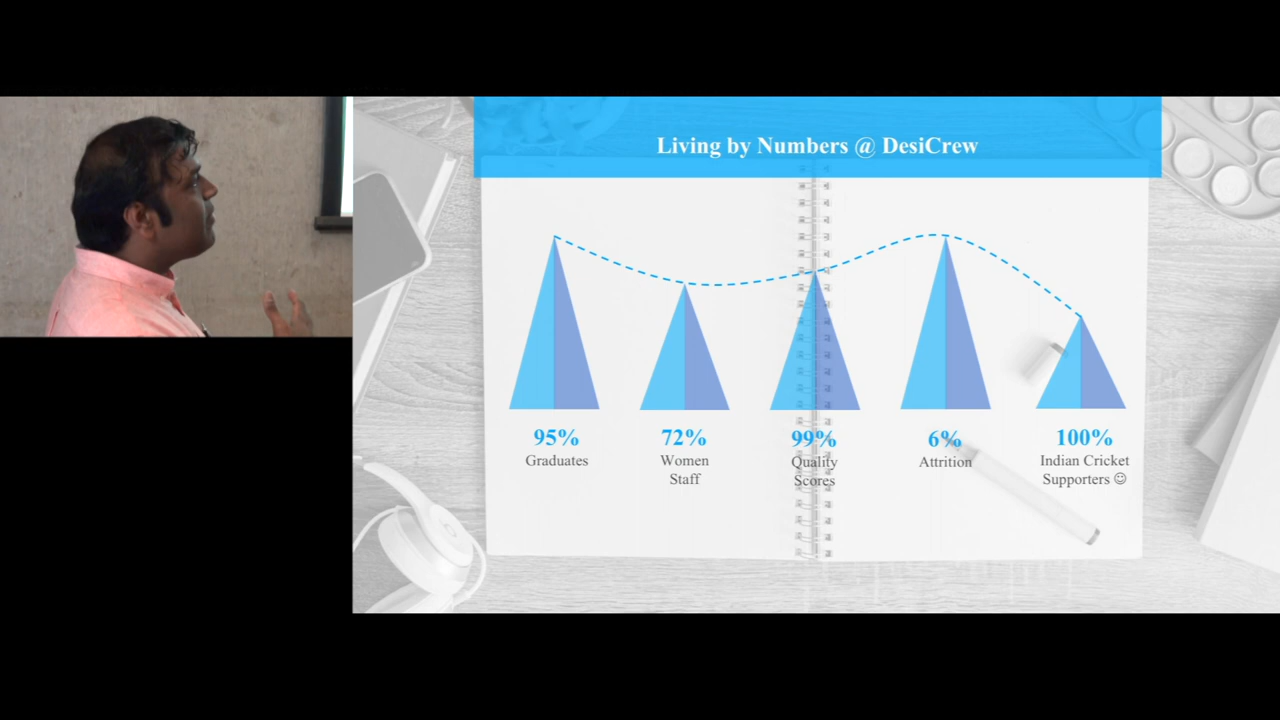 Living by Numbers @ DesiCrew
95%
Graduates
72%
Women
Staff
99%
Quality
Scores
6%
Attrition
100%
Indian Cricket
Supporters ☺